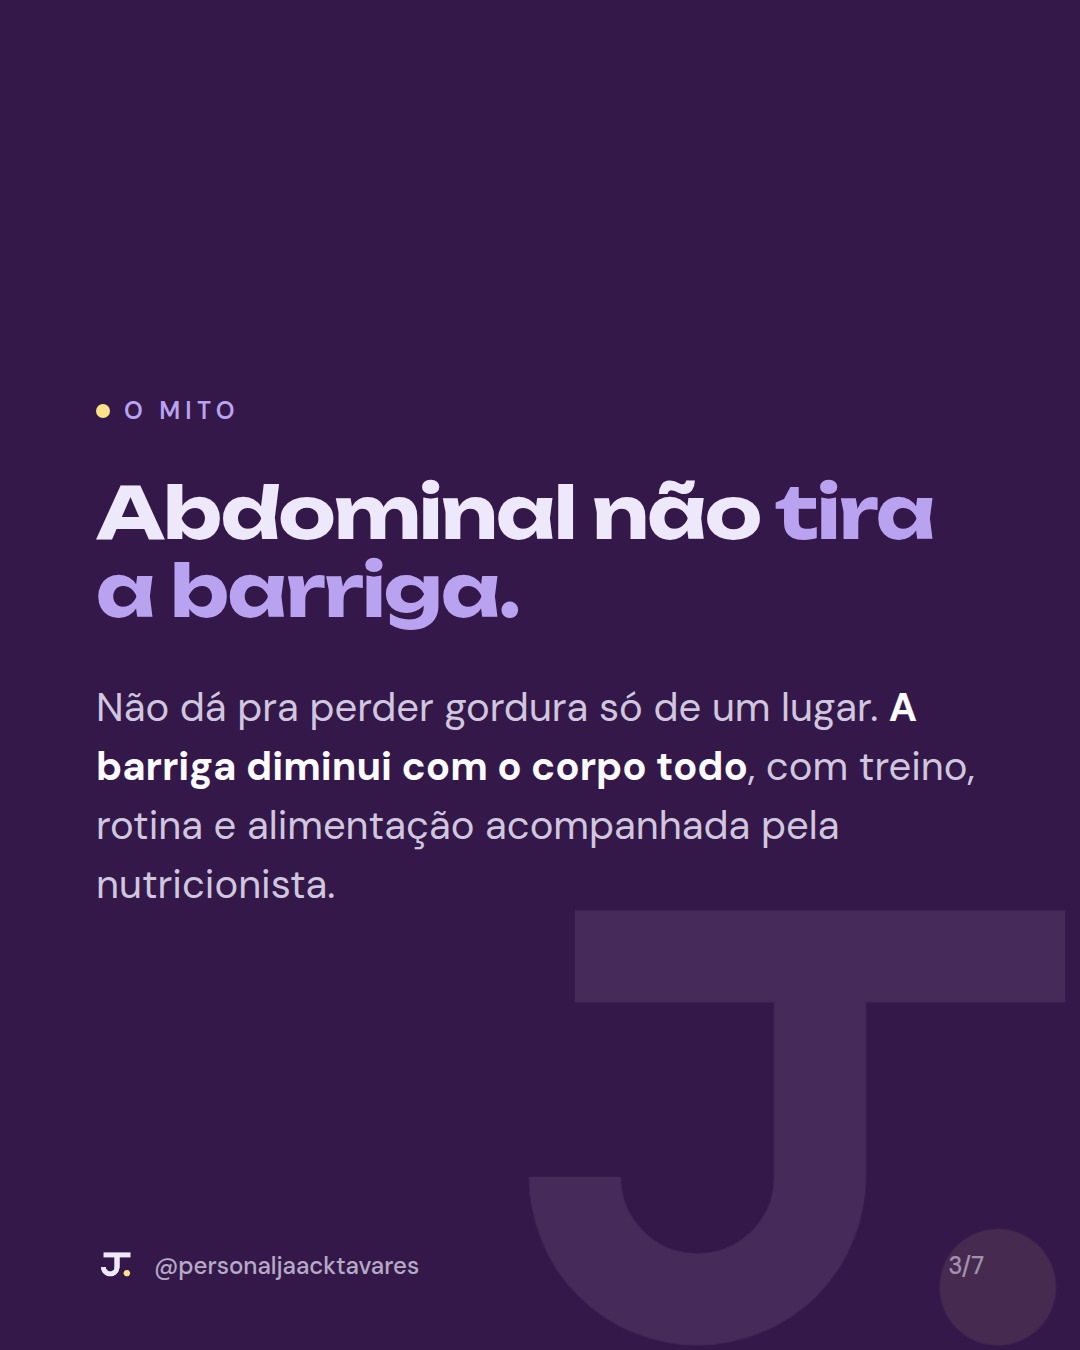 O MITO
Abdominal não tira
a barriga.
Não dá pra perder gordura só de um lugar. A
barriga diminui com o corpo todo, com treino,
rotina e alimentação acompanhada pela
nutricionista.
J.
J. @personaljaacktavares
3/7